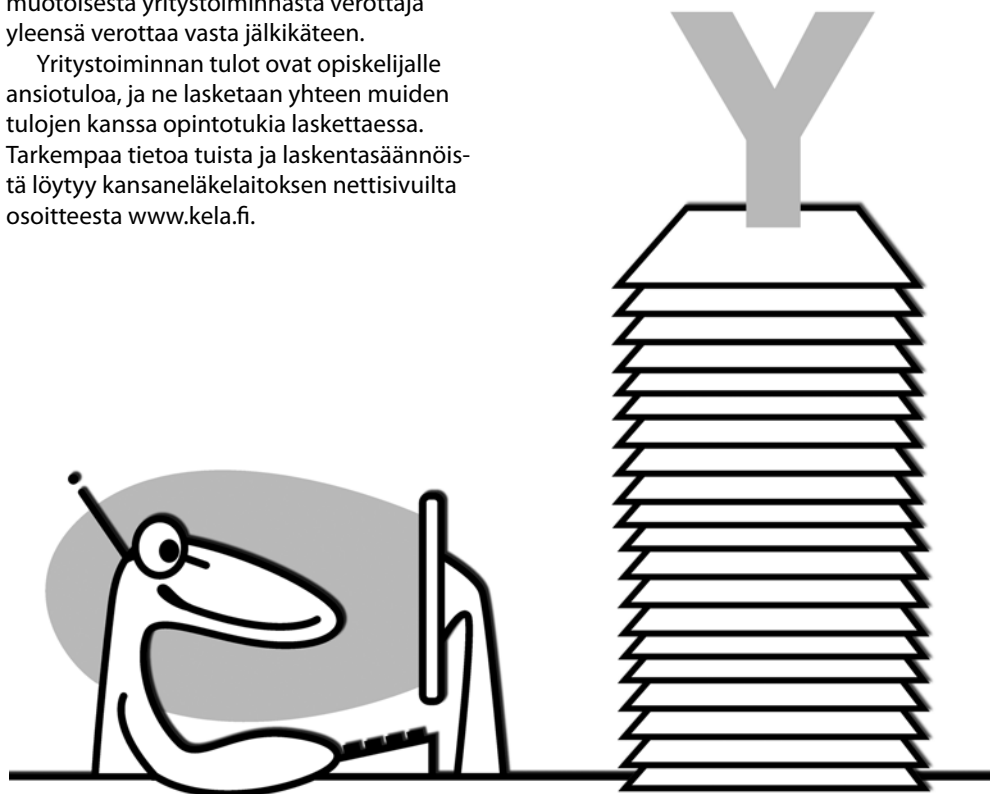 muotoisesta yritystoiminnasta verottaja
yleensä verottaa vasta jälkikäteen.
Yritystoiminnan tulot ovat opiskelijalle
ansiotuloa, ja ne lasketaan yhteen muiden
tulojen kanssa opintotukia laskettaessa.
Tarkempaa tietoa tuista ja laskentasäännöis-
tä löytyy kansaneläkelaitoksen nettisivuilta
osoitteesta www.kela.fi.
Y